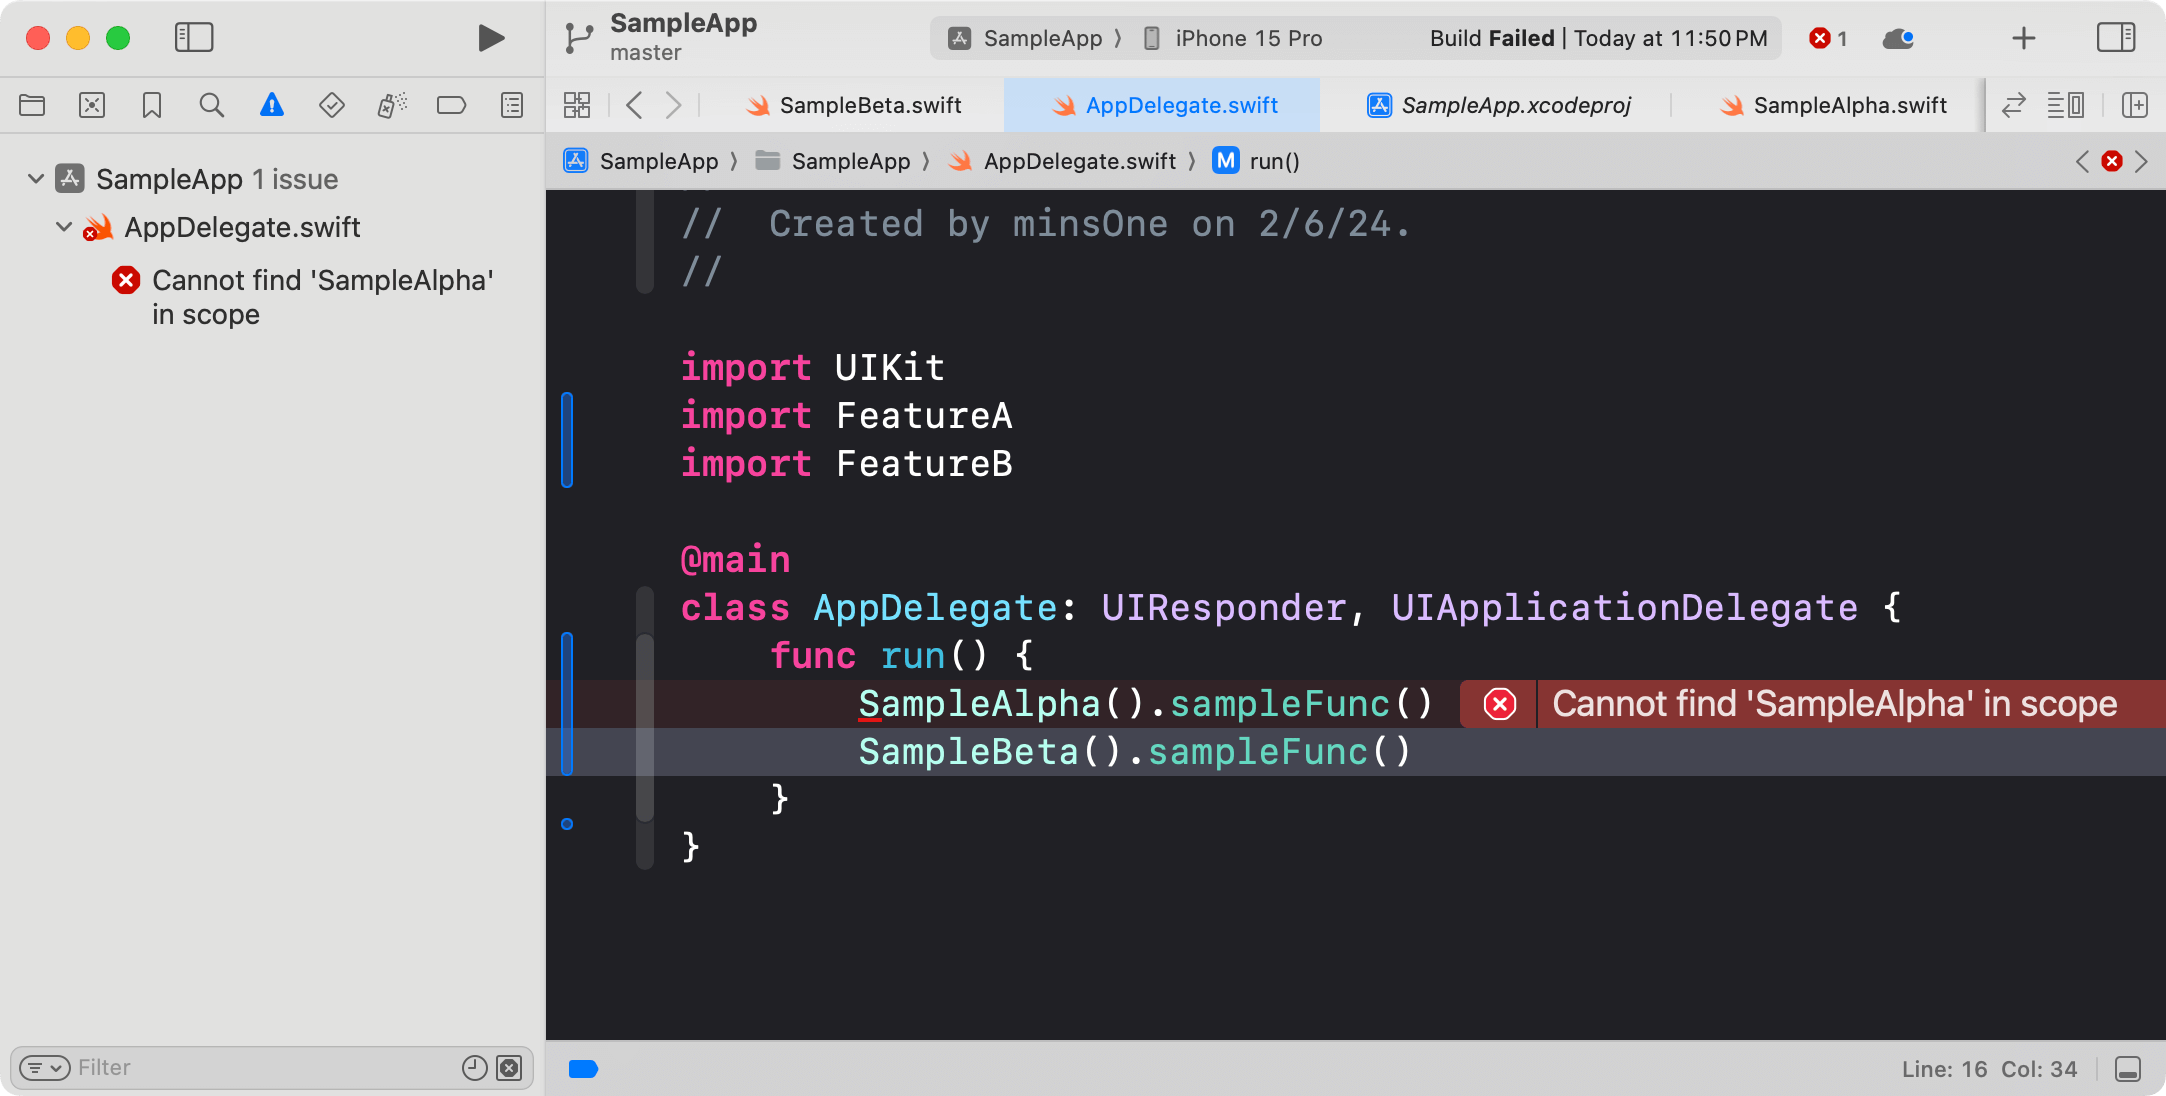 SampleApp
master
SampleApp 〉 iPhone 15 Pro
Build Failed | Today at 11:50 PM
1
SampleBeta.swift
AppDelegate.swift
SampleApp.xcodeproj
SampleAlpha.swift
SampleApp 〉 SampleApp 〉 AppDelegate.swift 〉 M run()
SampleApp 1 issue
AppDelegate.swift
Cannot find 'SampleAlpha'
in scope
//  Created by minsOne on 2/6/24.
//
import UIKit
import FeatureA
import FeatureB
@main
class AppDelegate: UIResponder, UIApplicationDelegate {
func run() {
SampleAlpha().sampleFunc()
Cannot find 'SampleAlpha' in scope
SampleBeta().sampleFunc()
}
}
Filter
Line: 16 Col: 34